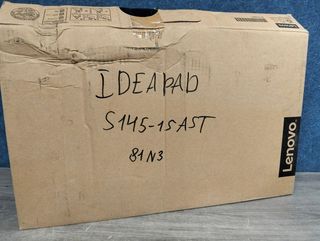 IDEAPAD
S145-15AST
81N3
Lenovo.